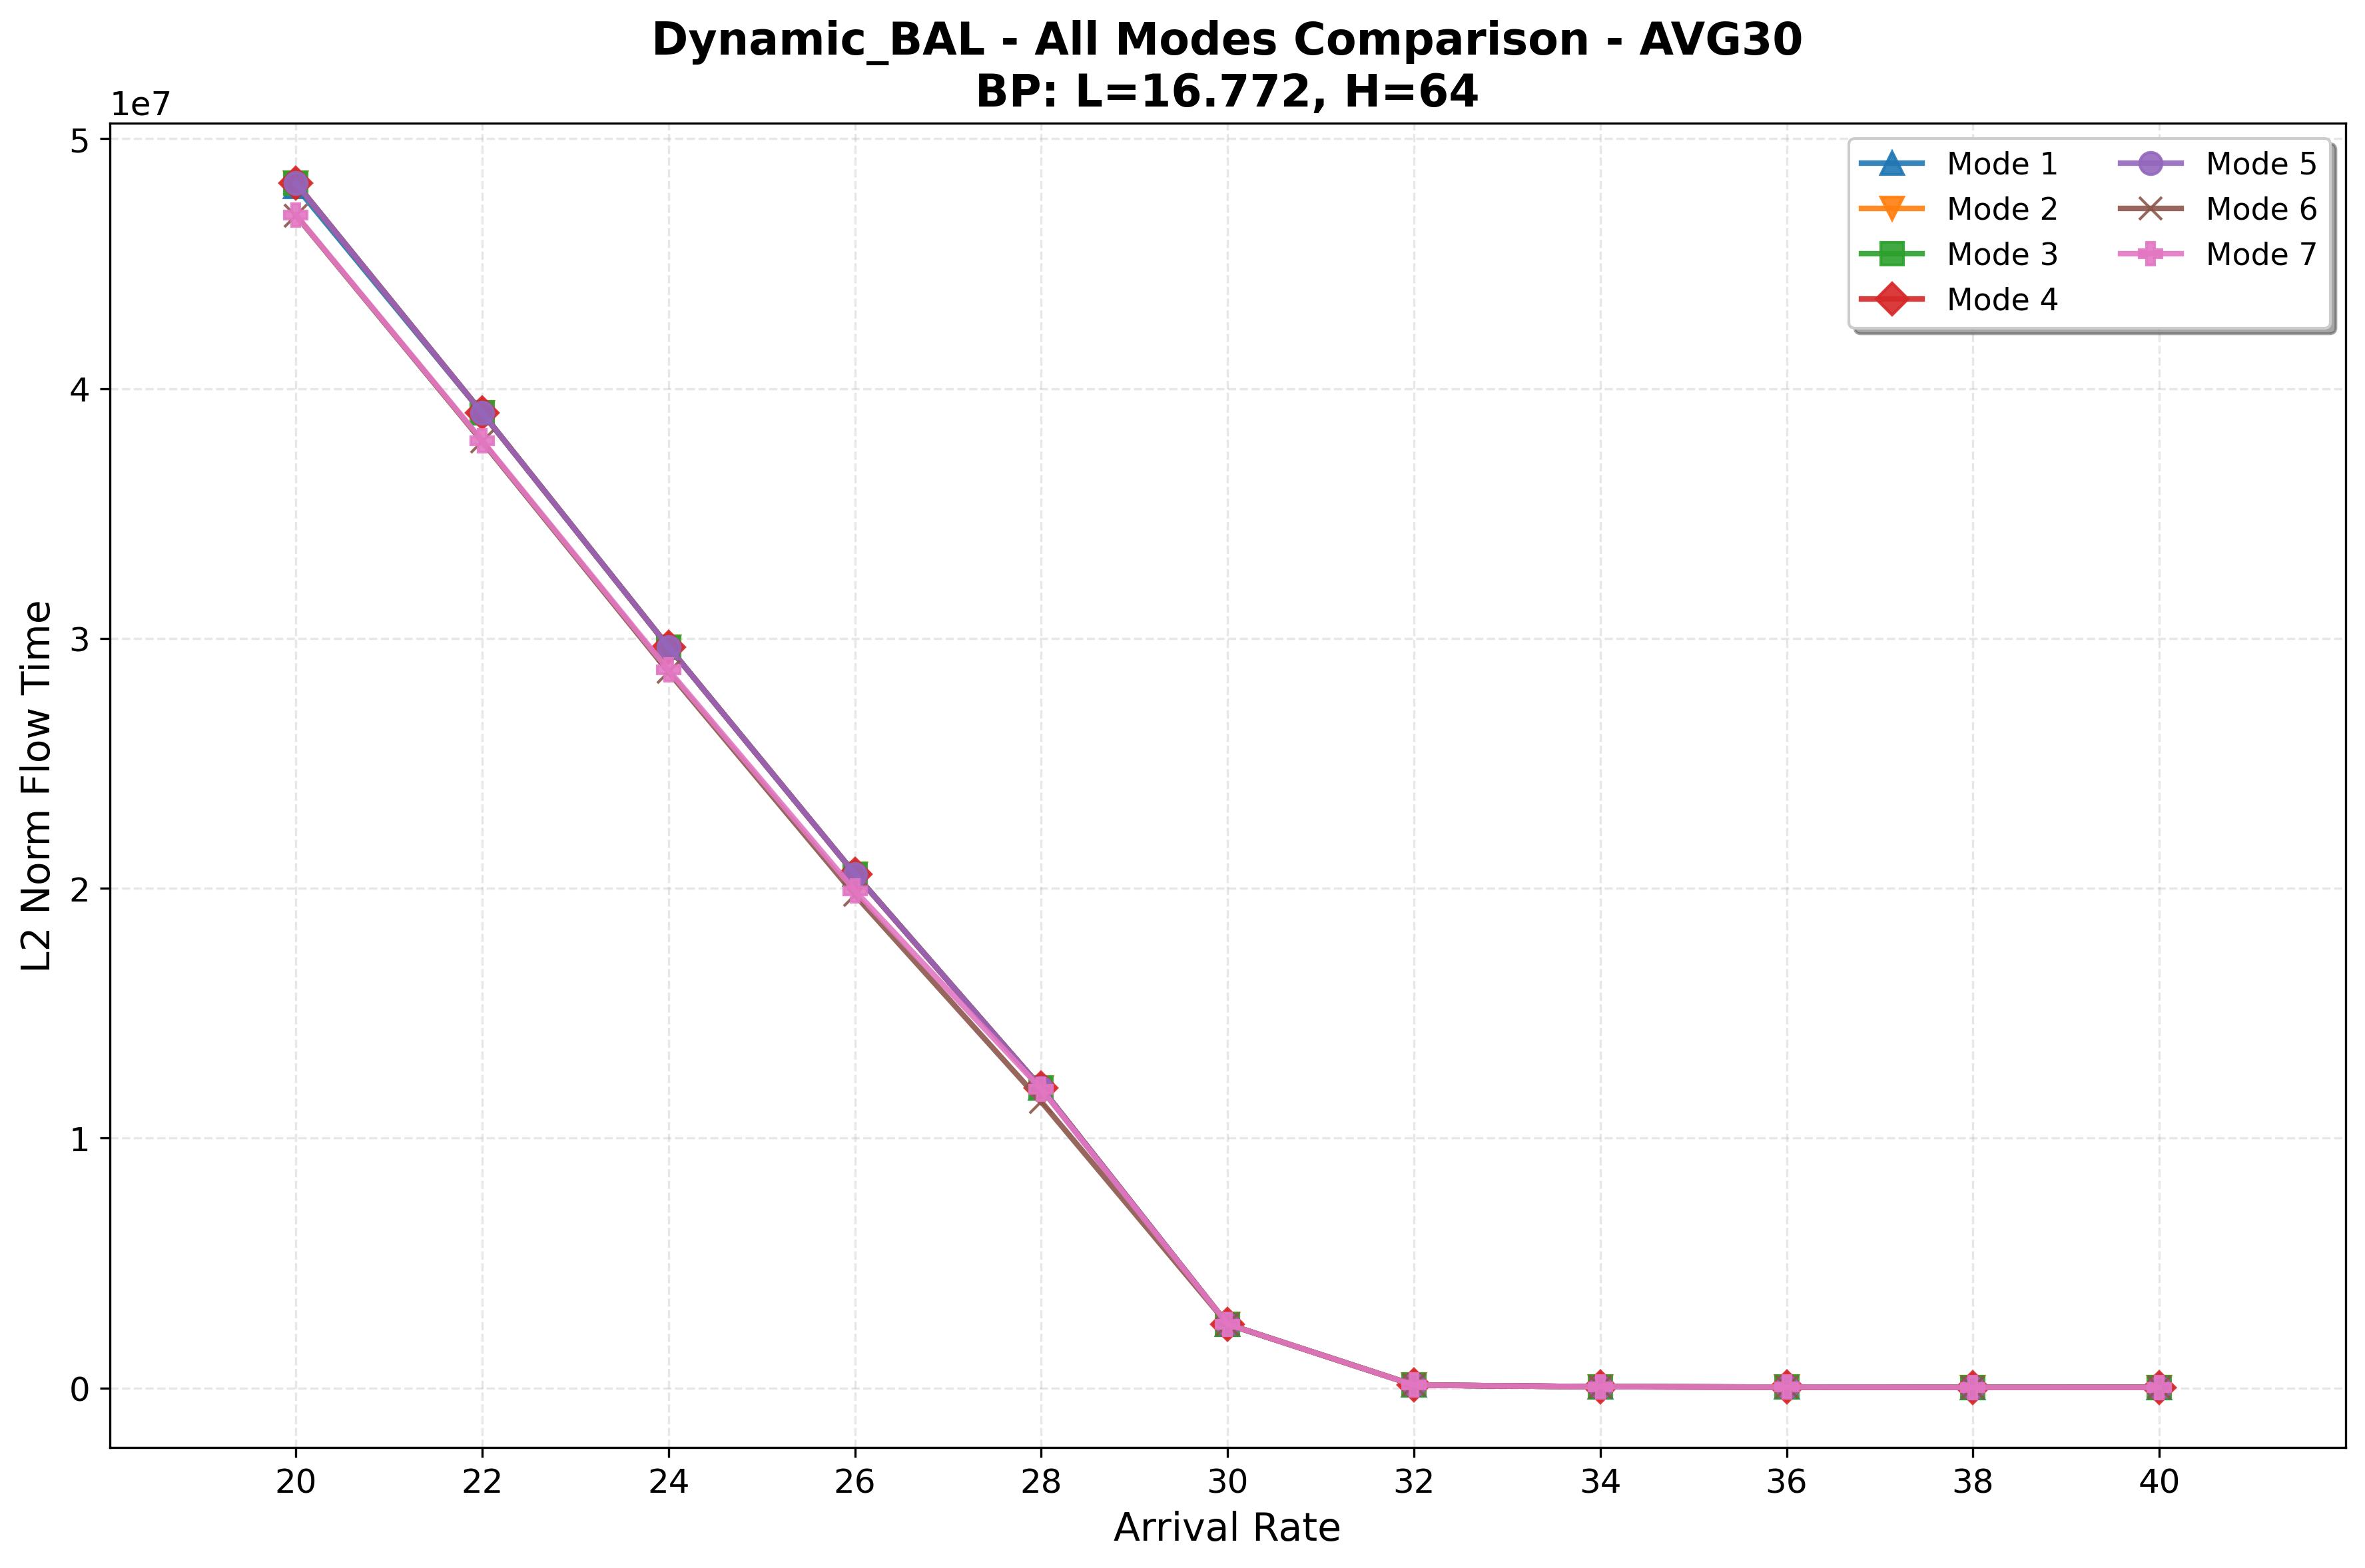 Dynamic_BAL - All Modes Comparison - AVG30
BP: L=16.772, H=64
1e7
5
4
3
2
1
0
L2 Norm Flow Time
Mode 1
Mode 2
Mode 3
Mode 4
Mode 5
Mode 6
Mode 7
20 22 24 26 28 30 32 34 36 38 40
Arrival Rate